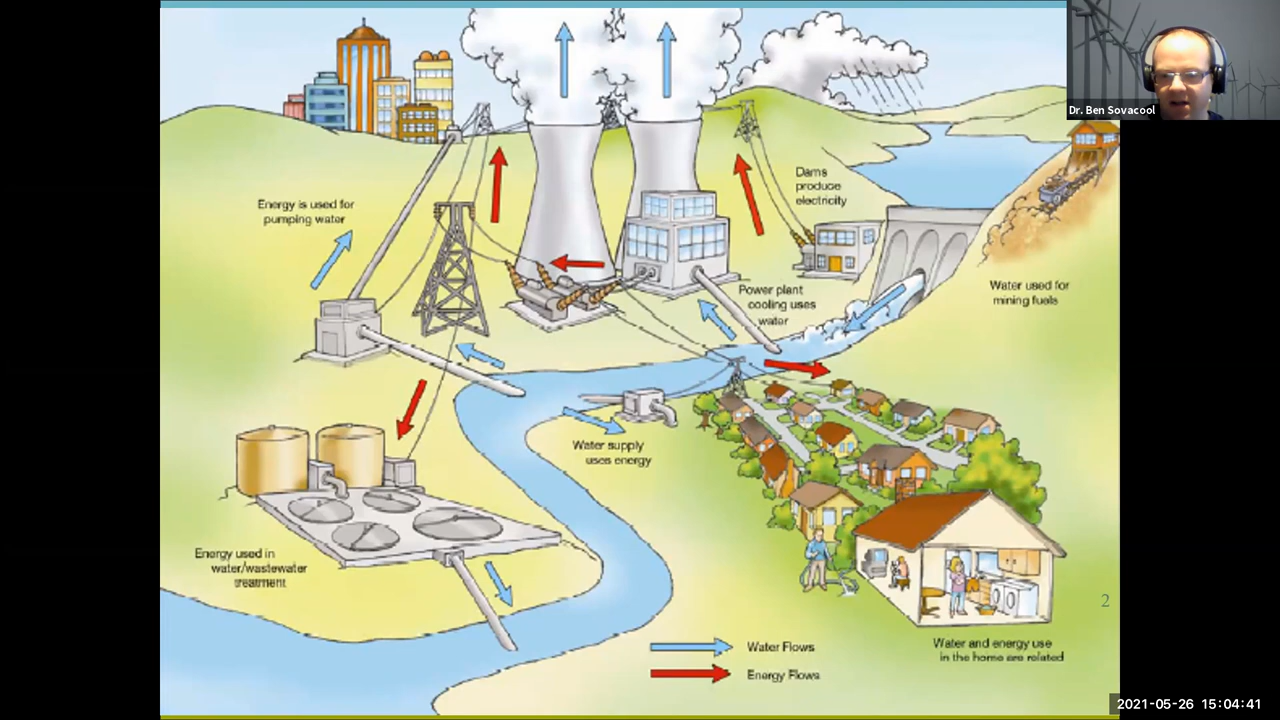 Dr. Ben Sovacool
Dams
produce
electricity
Energy is used for
pumping water
Water used for
mining fuels
Power plant
cooling uses
water
Water supply
uses energy
Energy used in
water/wastewater
treatment
2
Water and energy use
in the home are related
Water Flows
Energy Flows
2021-05-26 15:04:41